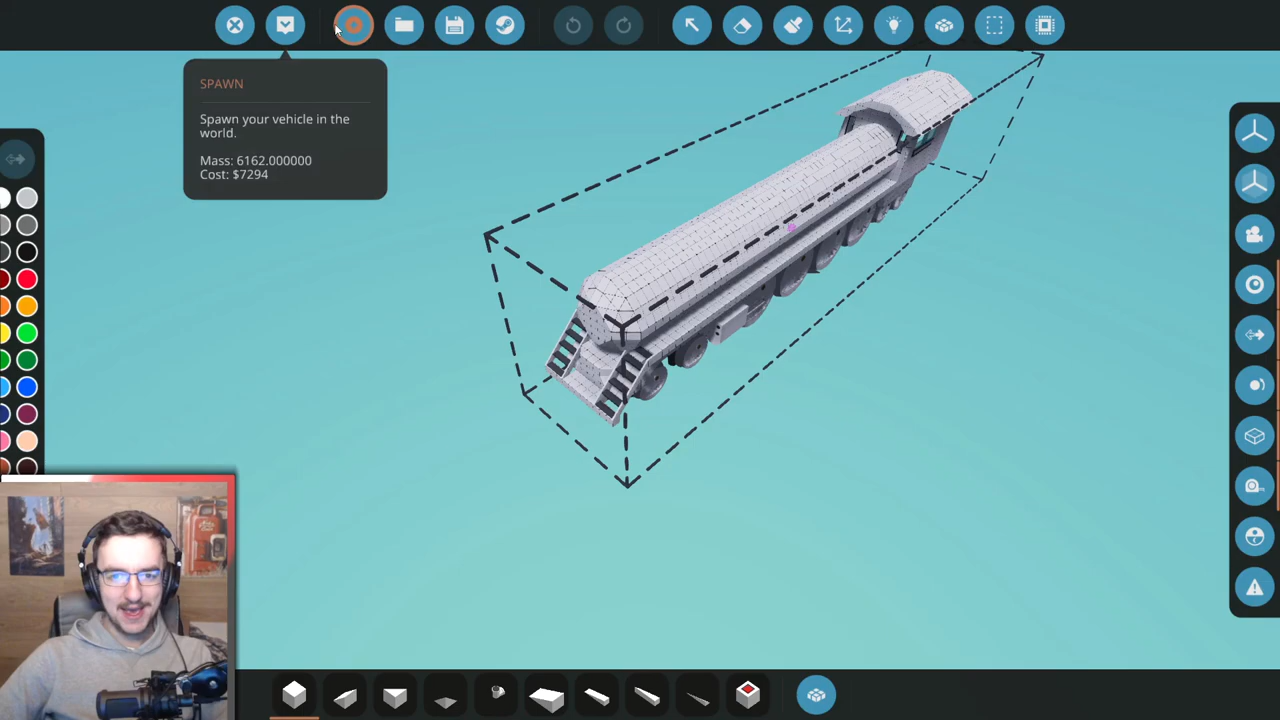 SPAWN
Spawn your vehicle in the
world.
Mass: 6162.000000
Cost: $7294